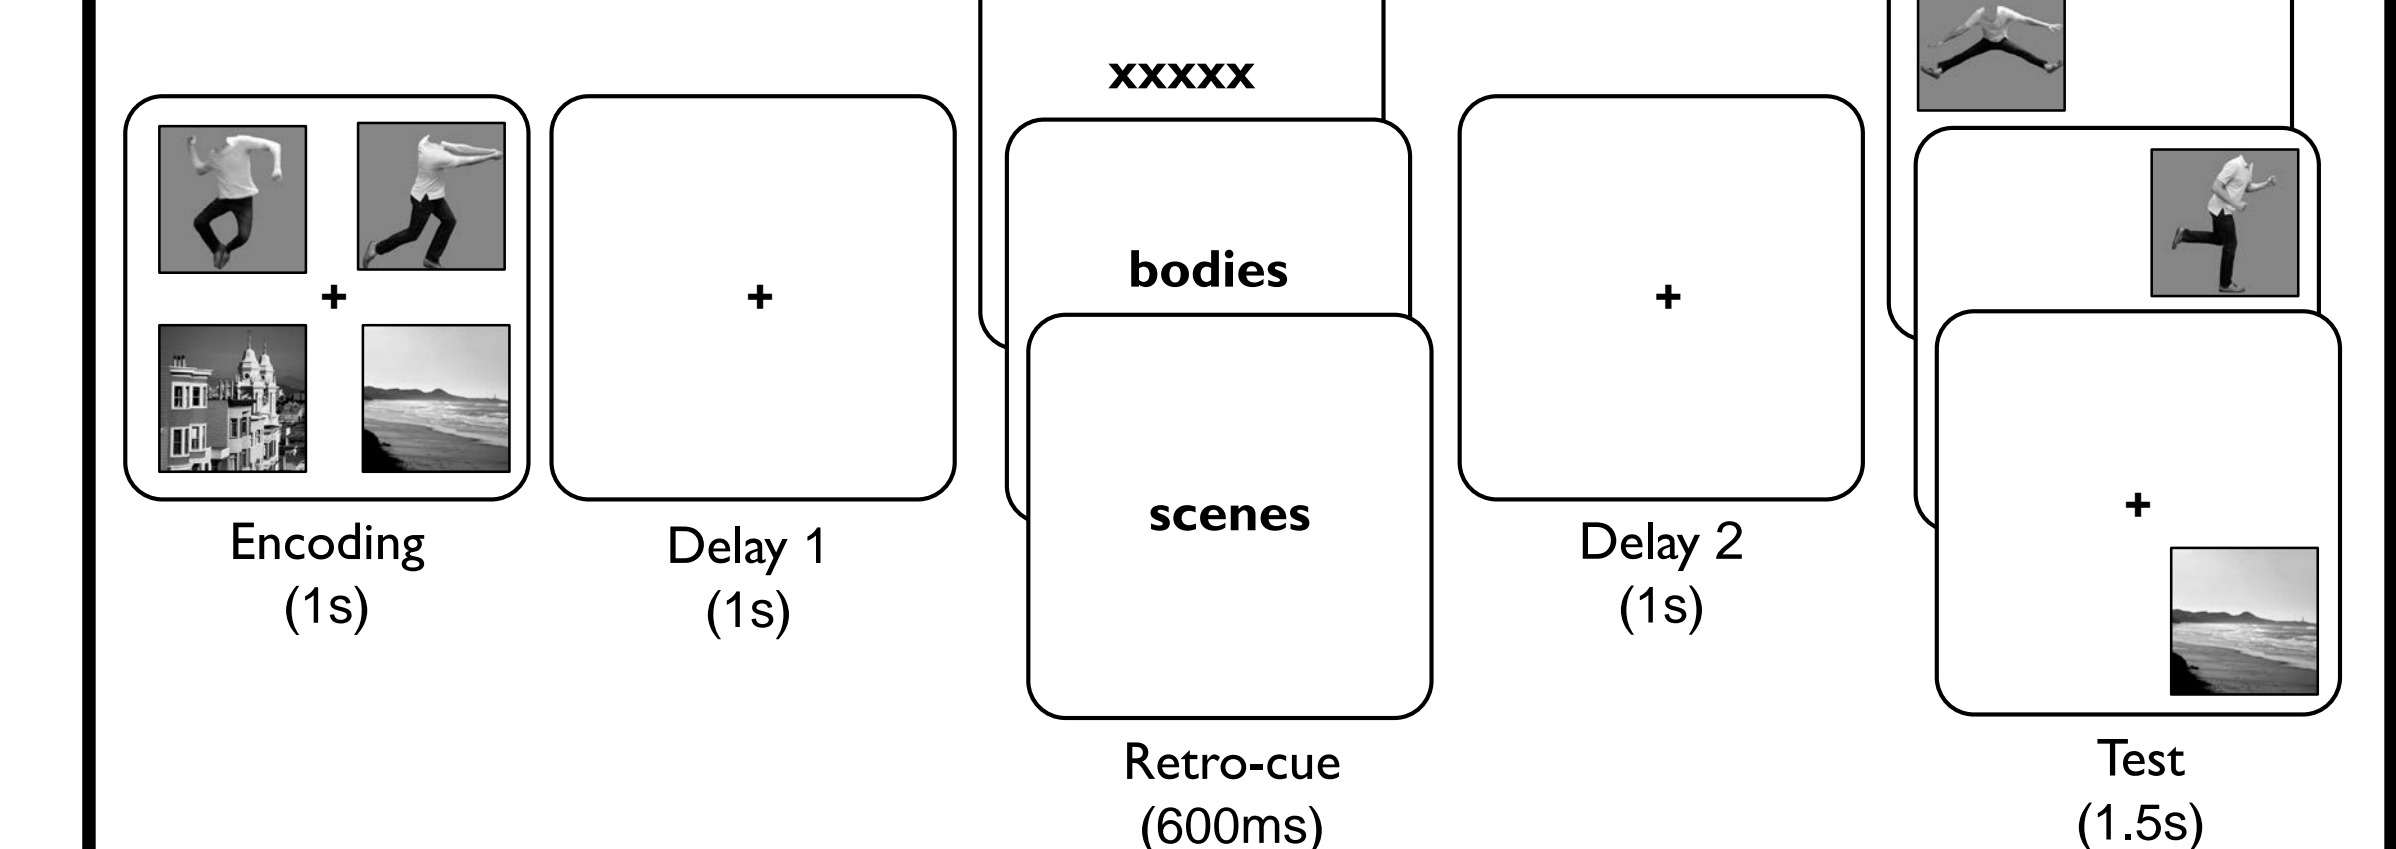 xxxxx
bodies
scenes
+
+
+
+
Encoding
(1s)
Delay 1
(1s)
Retro-cue
(600ms)
Delay 2
(1s)
Test
(1.5s)